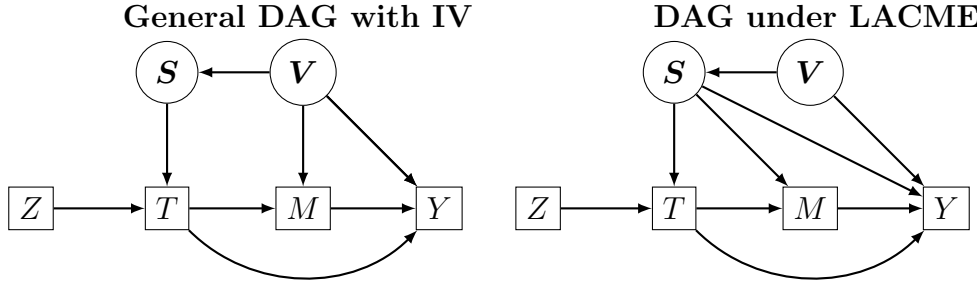 General DAG with IV
DAG under LACME
S V
S V
Z T M Y
Z T M Y